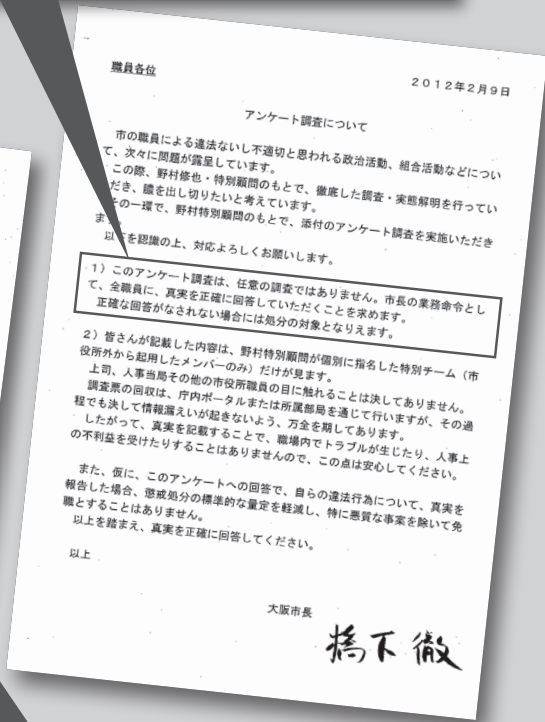 職員各位
2012年2月9日
アンケート調査について
市の職員による違法ないし不適切と思われる政治活動、組合活動などについ
て、次々に問題が露呈しています。
この際、野村修也・特別顧問のもとで、徹底した調査・実態解明を行ってい
だき、膿を出し切りたいと考えています。
その一環で、野村特別顧問のもとで、添付のアンケート調査を実施いただき
ます。
以下を認識の上、対応よろしくお願いします。
1）このアンケート調査は、任意の調査ではありません。市長の業務命令とし
て、全職員に、真実を正確に回答していただくことを求めます。
正確な回答がなされない場合には処分の対象となりえます。
2）皆さんが記載した内容は、野村特別顧問が個別に指名した特別チーム（市
役所外から起用したメンバーのみ）だけが見ます。
上司、人事当局その他の市役所職員の目に触れることは決してありません。
調査票の回収は、庁内ポータルまたは所属部局を通じて行いますが、その過
程でも決して情報漏えいが起きないよう、万全を期してあります。
したがって、真実を記載することで、職場内でトラブルが生じたり、人事上
の不利益を受けたりすることはありませんので、この点は安心してください。
また、仮に、このアンケートへの回答で、自らの違法行為について、真実を
報告した場合、懲戒処分の標準的な量定を軽減し、特に悪質な事案を除いて免
職とすることはありません。
以上を踏まえ、真実を正確に回答してください。
以上
大阪市長
橋下 徹